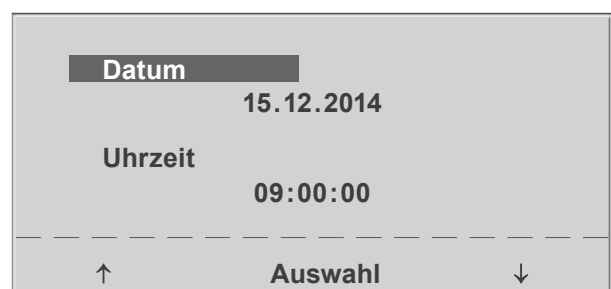 Datum
15.12.2014
Uhrzeit
09:00:00
↑ Auswahl ↓